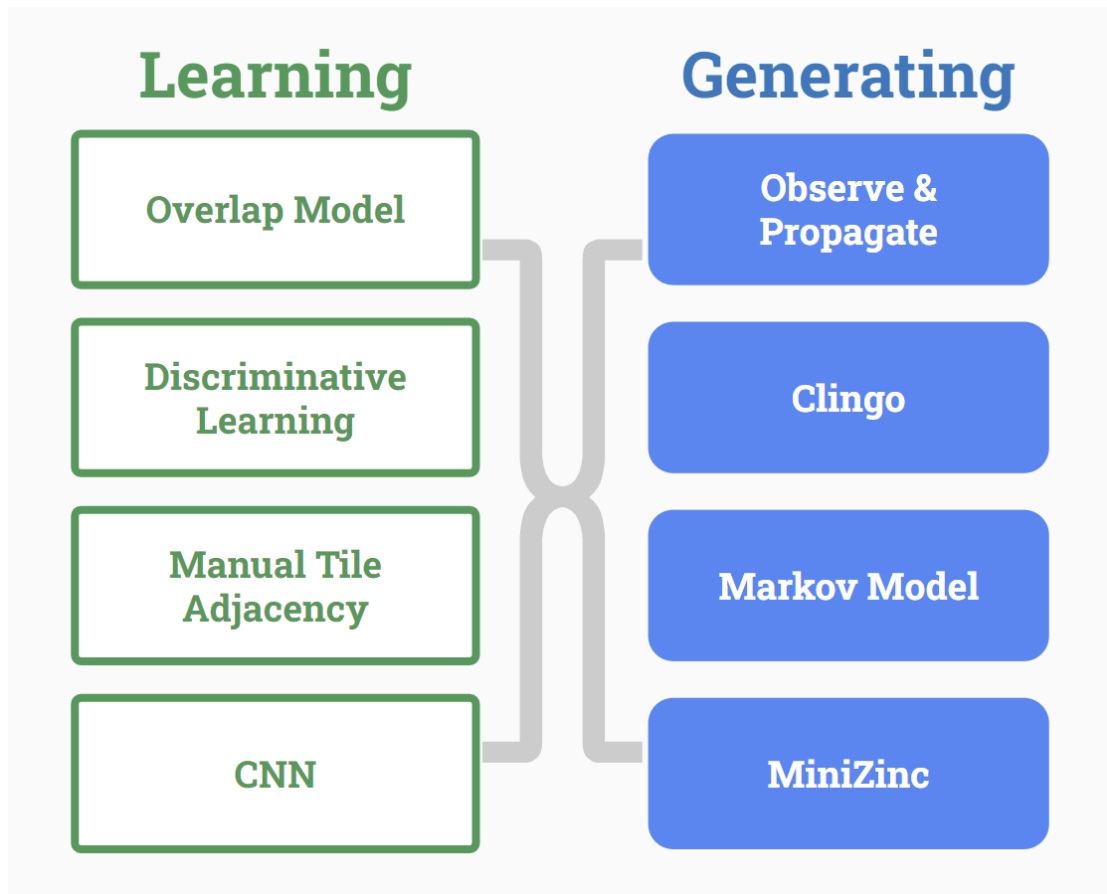 Learning
Generating
Overlap Model
Observe &
Propagate
Discriminative
Learning
Clingo
Manual Tile
Adjacency
Markov Model
CNN
MiniZinc